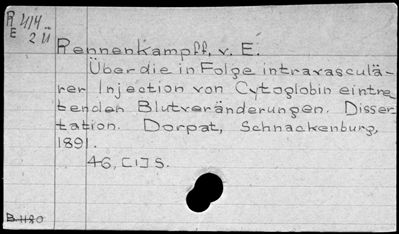 R 414
E 2 ü
Rennenkampff, v. E.
Über die in Folge intravasculä-
rer Injection von Cytoglobin eintre-
tenden Blutveränderungen. Disser-
tation. Dorpat, Schnackenburg,
1891.
46, [1] S.
B. 1180